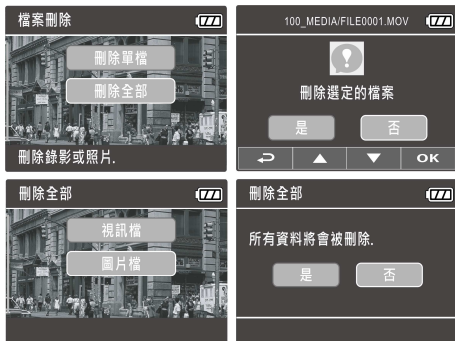 檔案刪除
刪除單檔
刪除全部
刪除錄影或照片.
100_MEDIA/FILE0001.MOV
刪除選定的檔案
是
否
OK
刪除全部
視訊檔
圖片檔
刪除全部
所有資料將會被刪除.
是
否